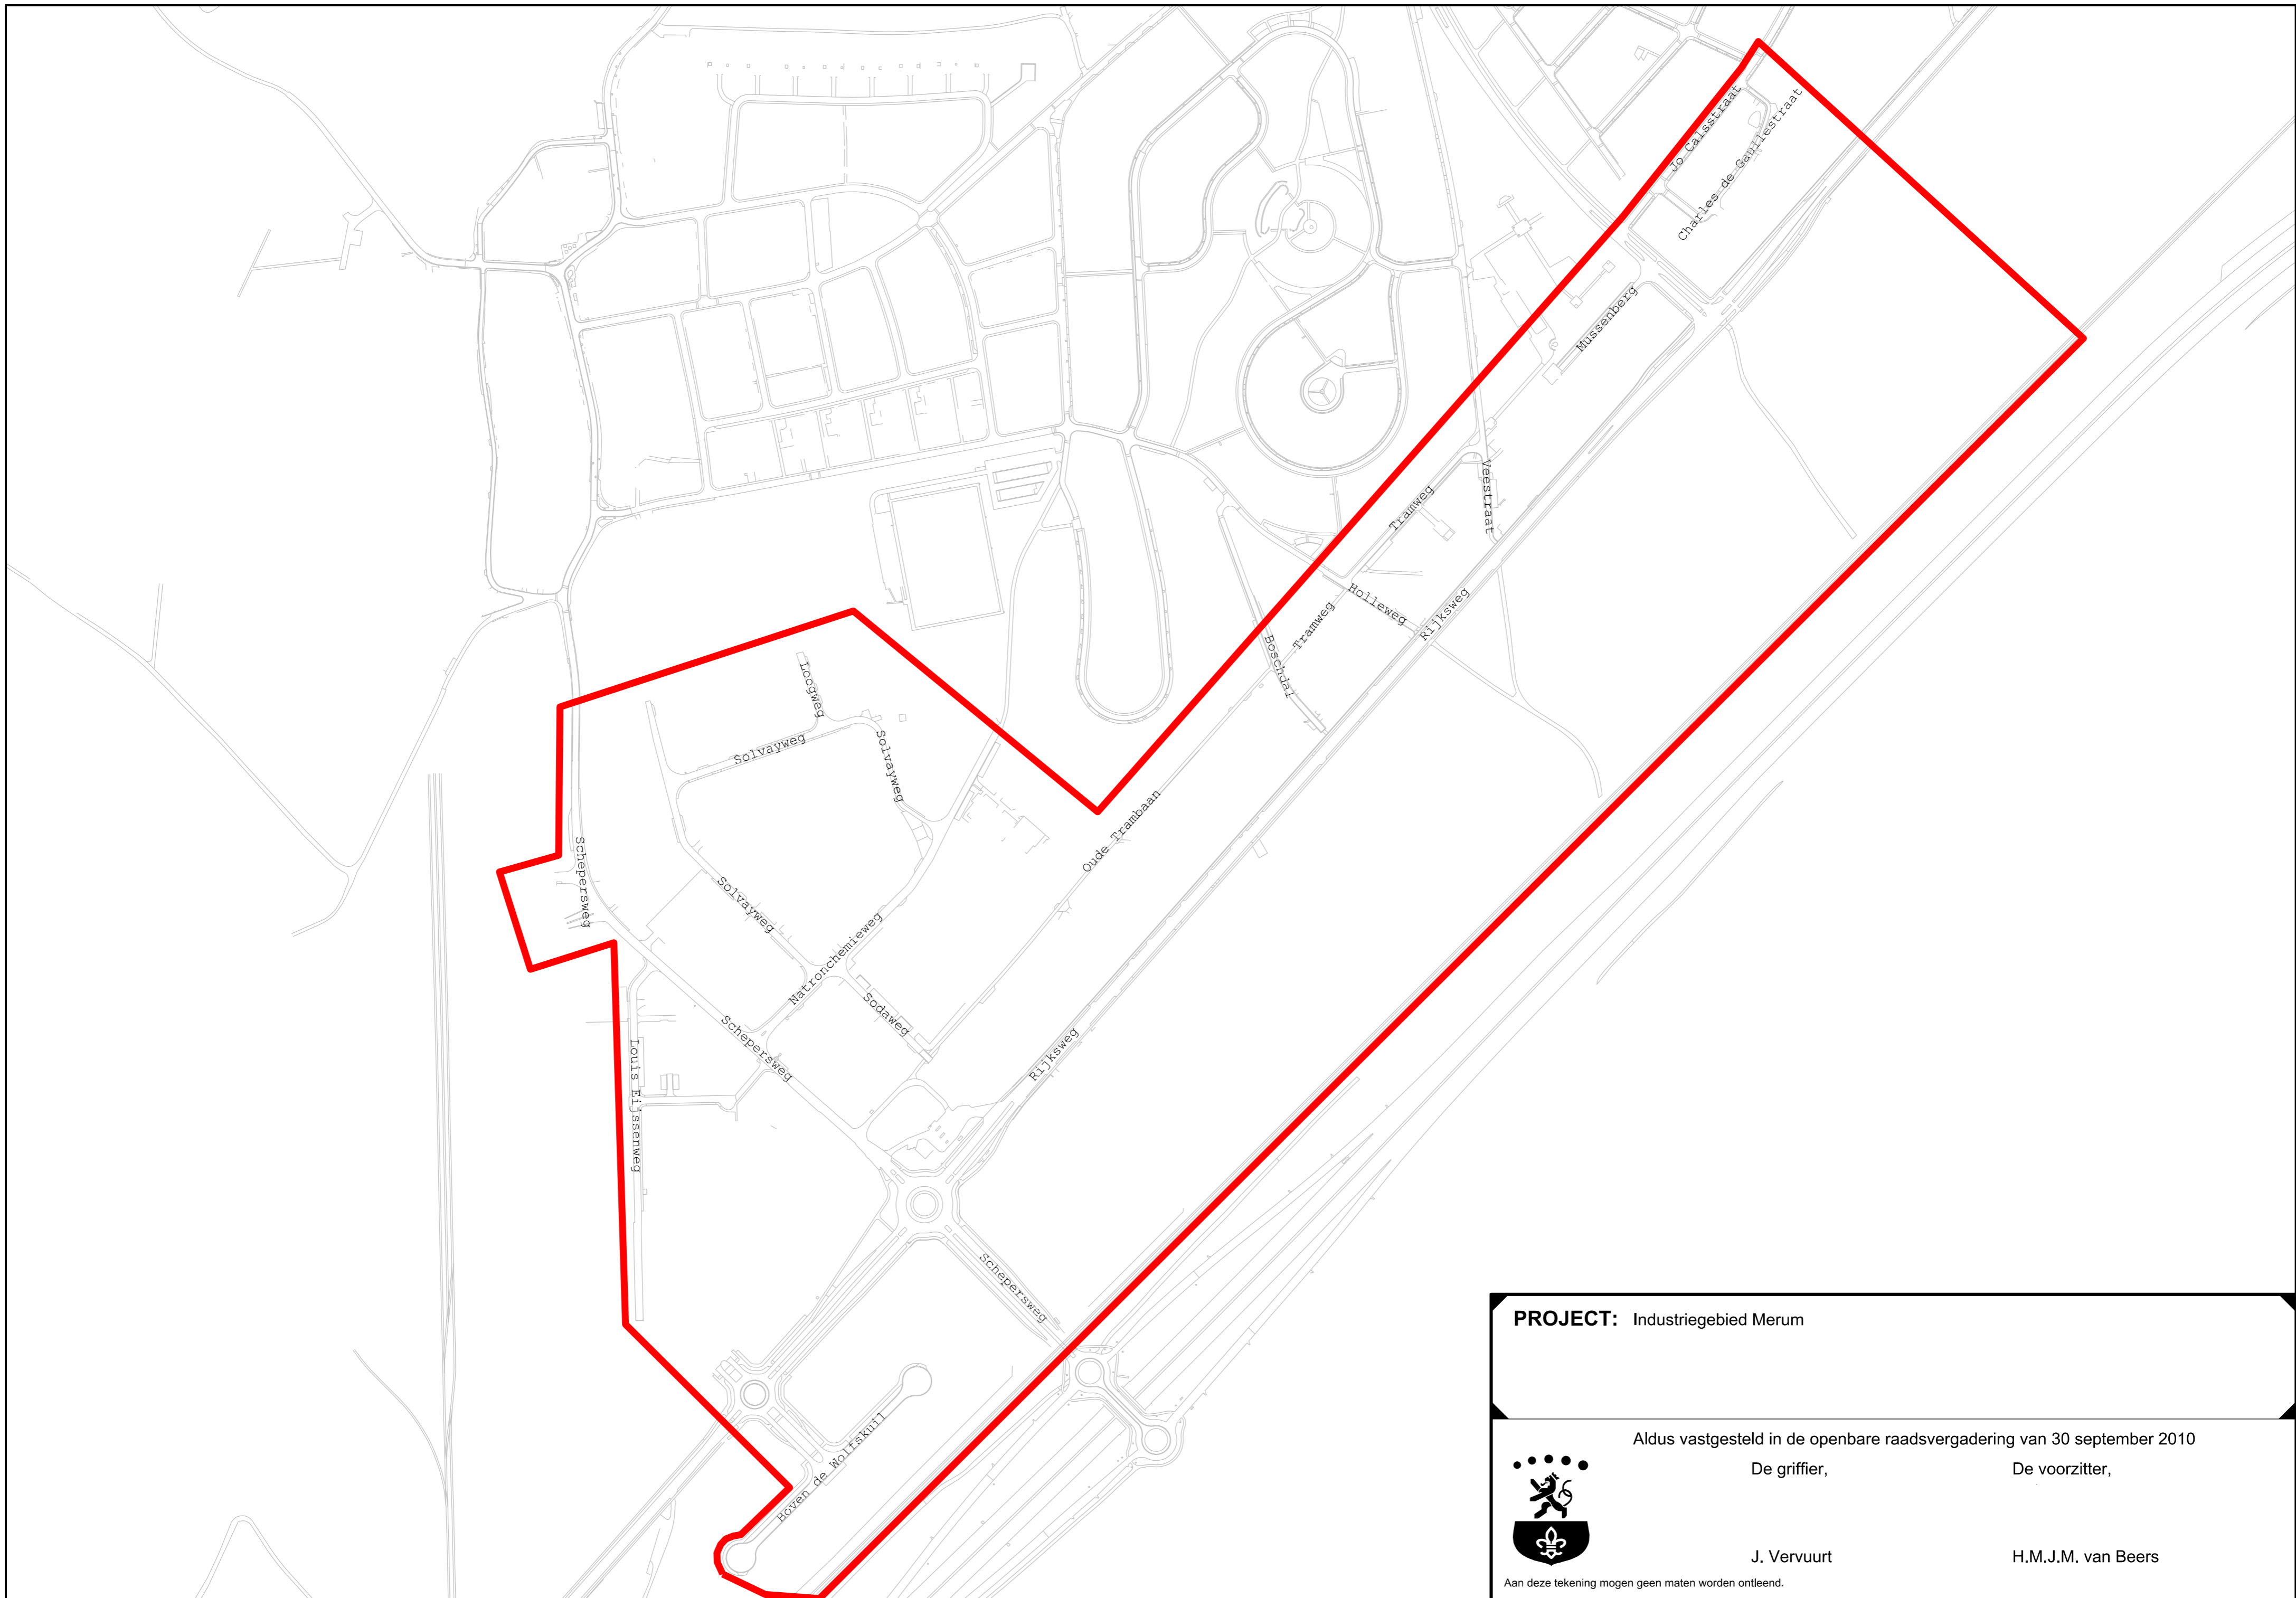 Jo Calsstraat
Charles de Gaullestraat
Mussenberg
Veestraat
Tramweg
Holleweg
Rijksweg
Tramweg
Boschdal
Loogweg
Solvayweg
Solvayweg
Oude Trambaan
Schepersweg
Solvayweg
Natronchemieweg
Sodaweg
Schepersweg
Rijksweg
Louis Eijssenweg
Schepersweg
Boven de Wolfskuil
PROJECT: Industriegebied Merum
Aldus vastgesteld in de openbare raadsvergadering van 30 september 2010
De griffier, De voorzitter,
J. Vervuurt H.M.J.M. van Beers
Aan deze tekening mogen geen maten worden ontleend.